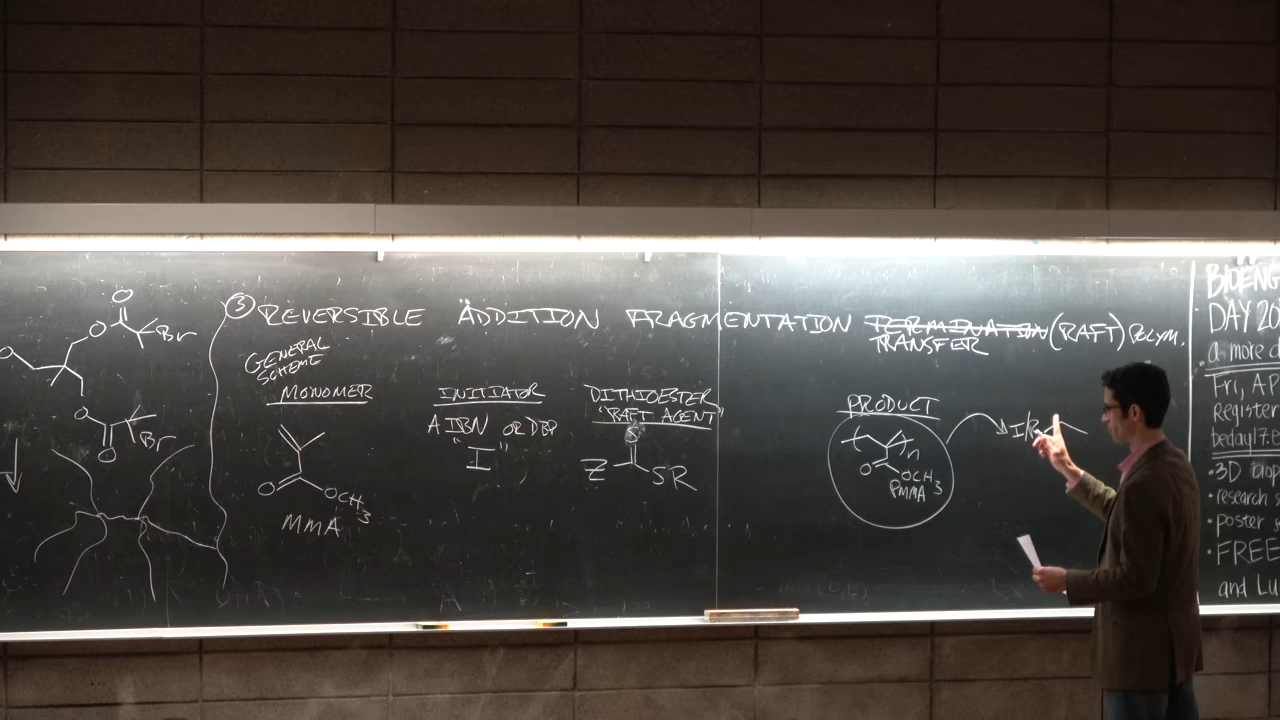 O
O
Br
O
O
O
Br
③ REVERSIBLE ADDITION FRAGMENTATION TERMINATION (RAFT) POLYM.
TRANSFER
GENERAL
SCHEME
MONOMER
O
OCH3
MMA
INITIATOR
AIBN OR DBP
"I"
DITHIOESTER
"RAFT AGENT"
S
Z
SR
PRODUCT
n
O
OCH3
PMMA
I/R
BIOENG
DAY 20
a more d
Fri, AP
Register
beday17.e
• 3D biop
• research s
• poster
• FREE
and Lu